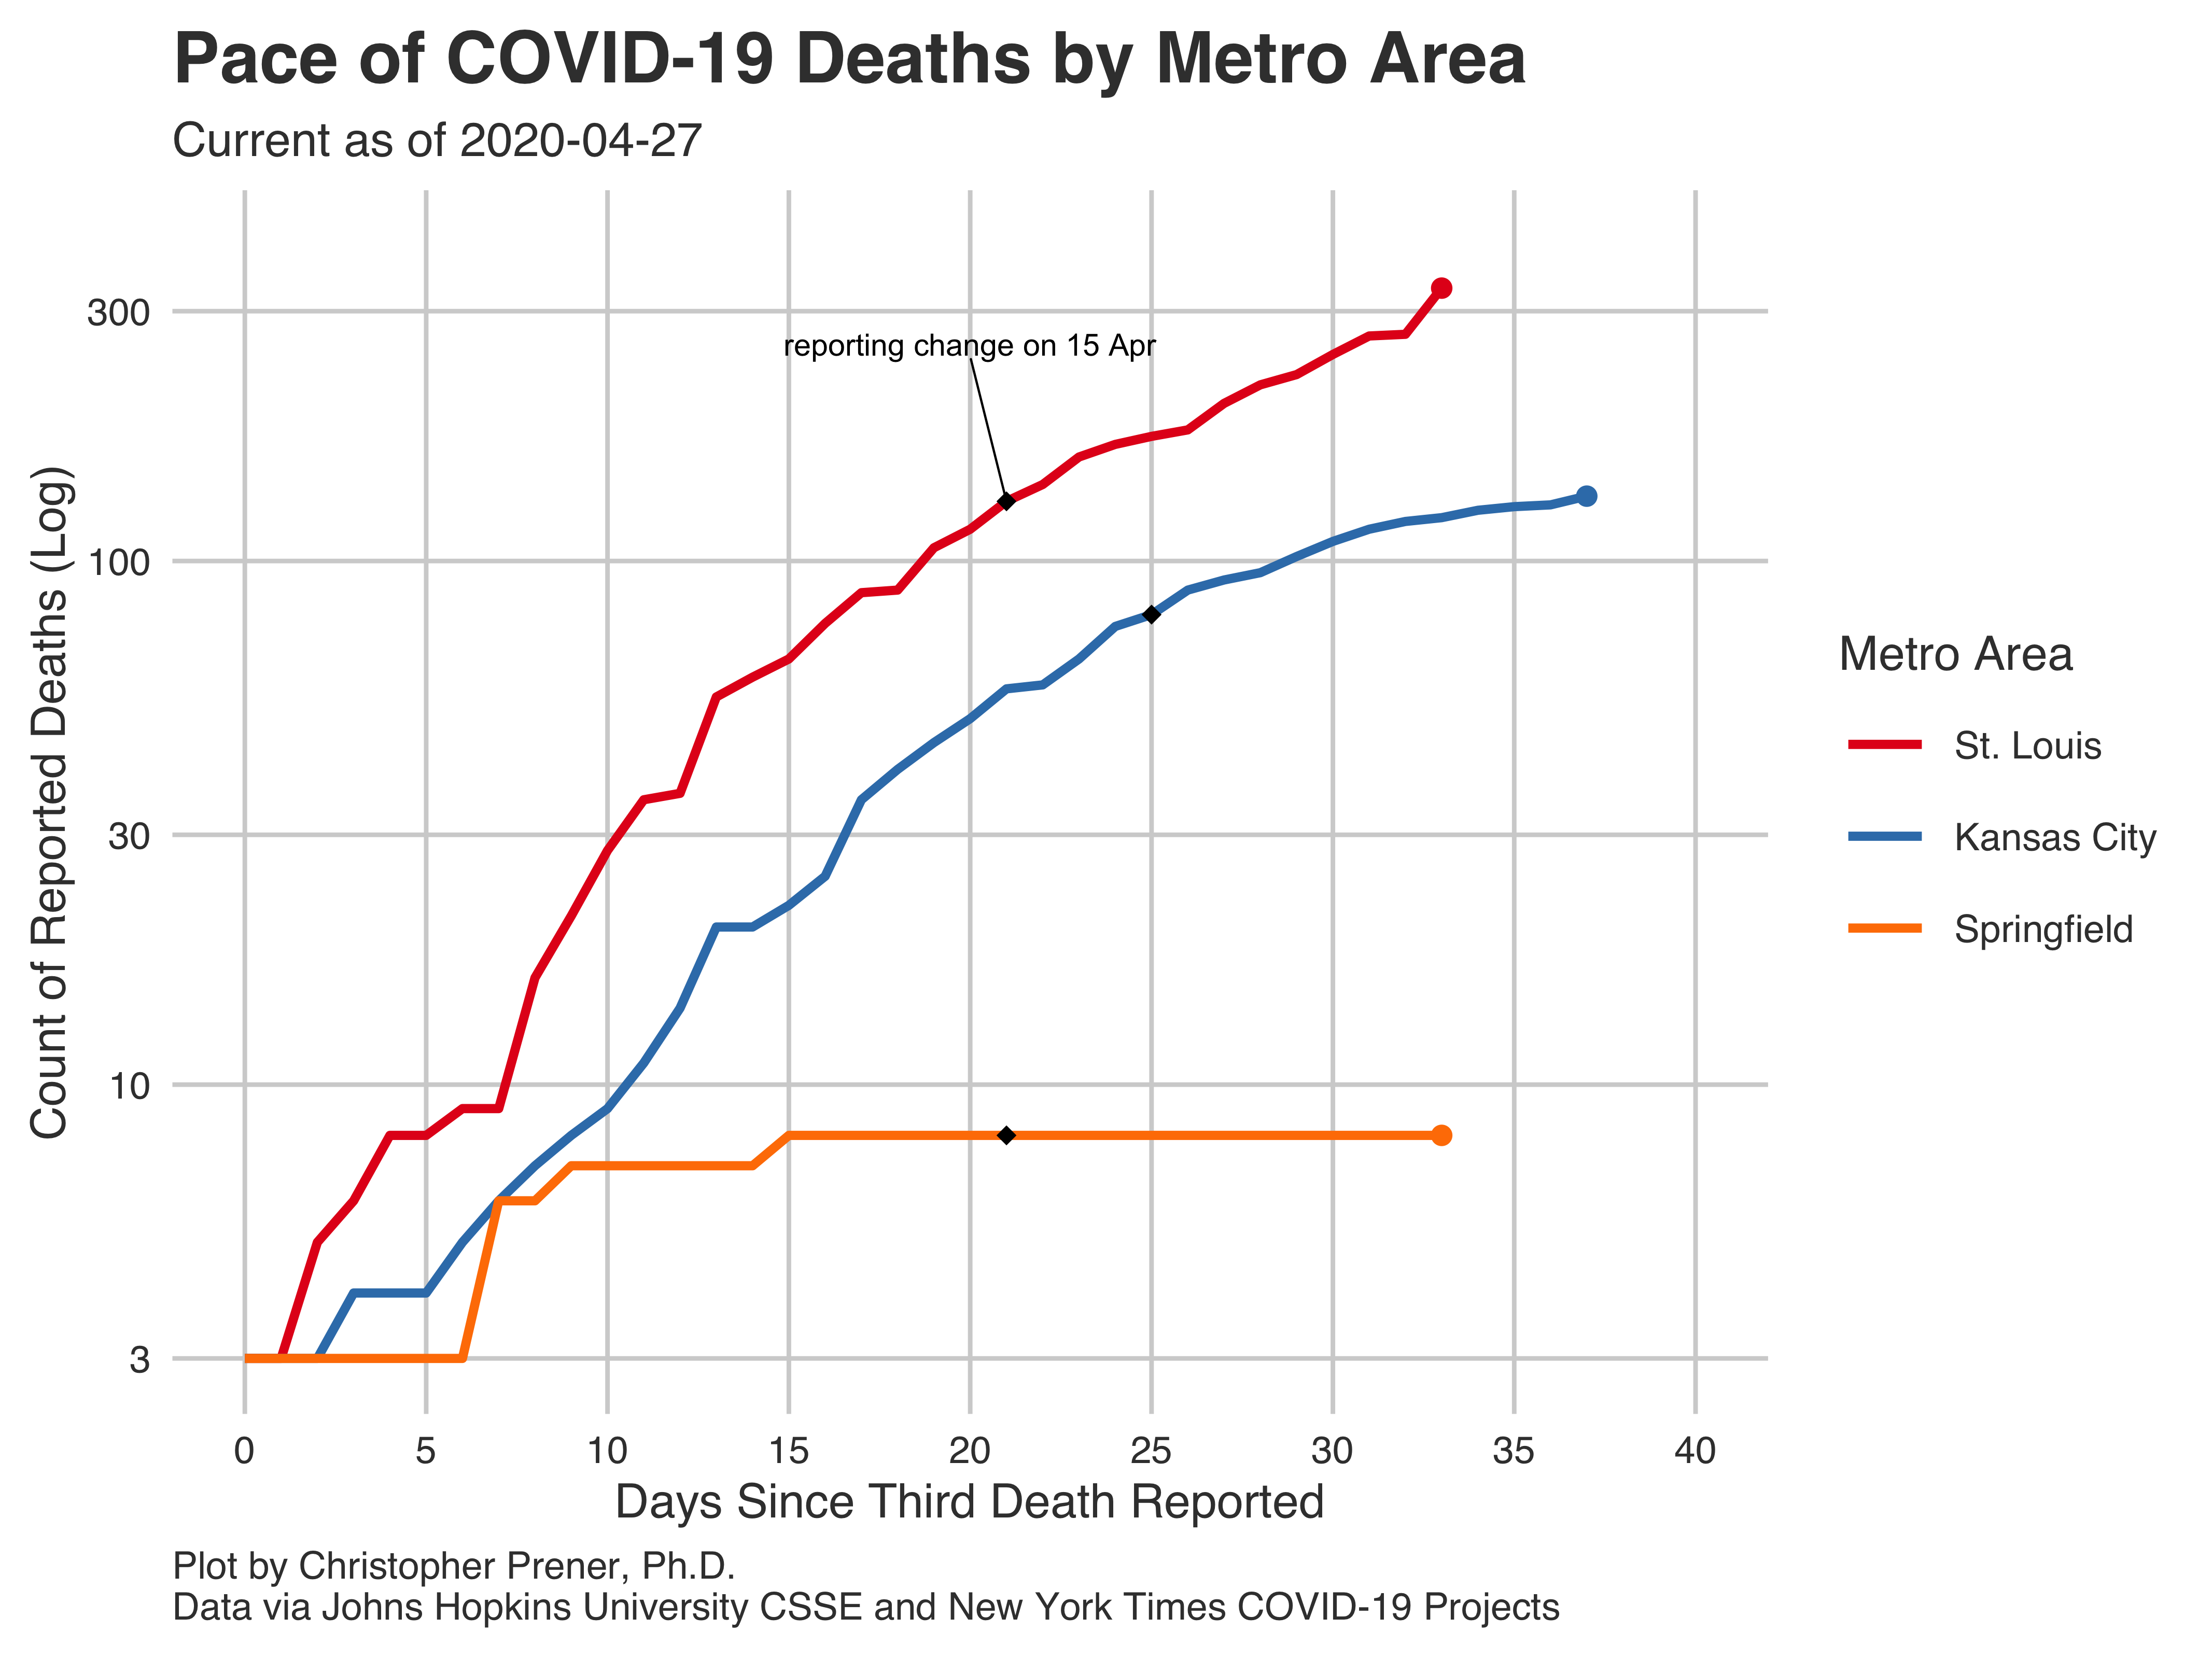 Pace of COVID-19 Deaths by Metro Area
Current as of 2020-04-27
Count of Reported Deaths (Log)
300
100
30
10
3
reporting change on 15 Apr
0 5 10 15 20 25 30 35 40
Days Since Third Death Reported
Metro Area
St. Louis
Kansas City
Springfield
Plot by Christopher Prener, Ph.D.
Data via Johns Hopkins University CSSE and New York Times COVID-19 Projects